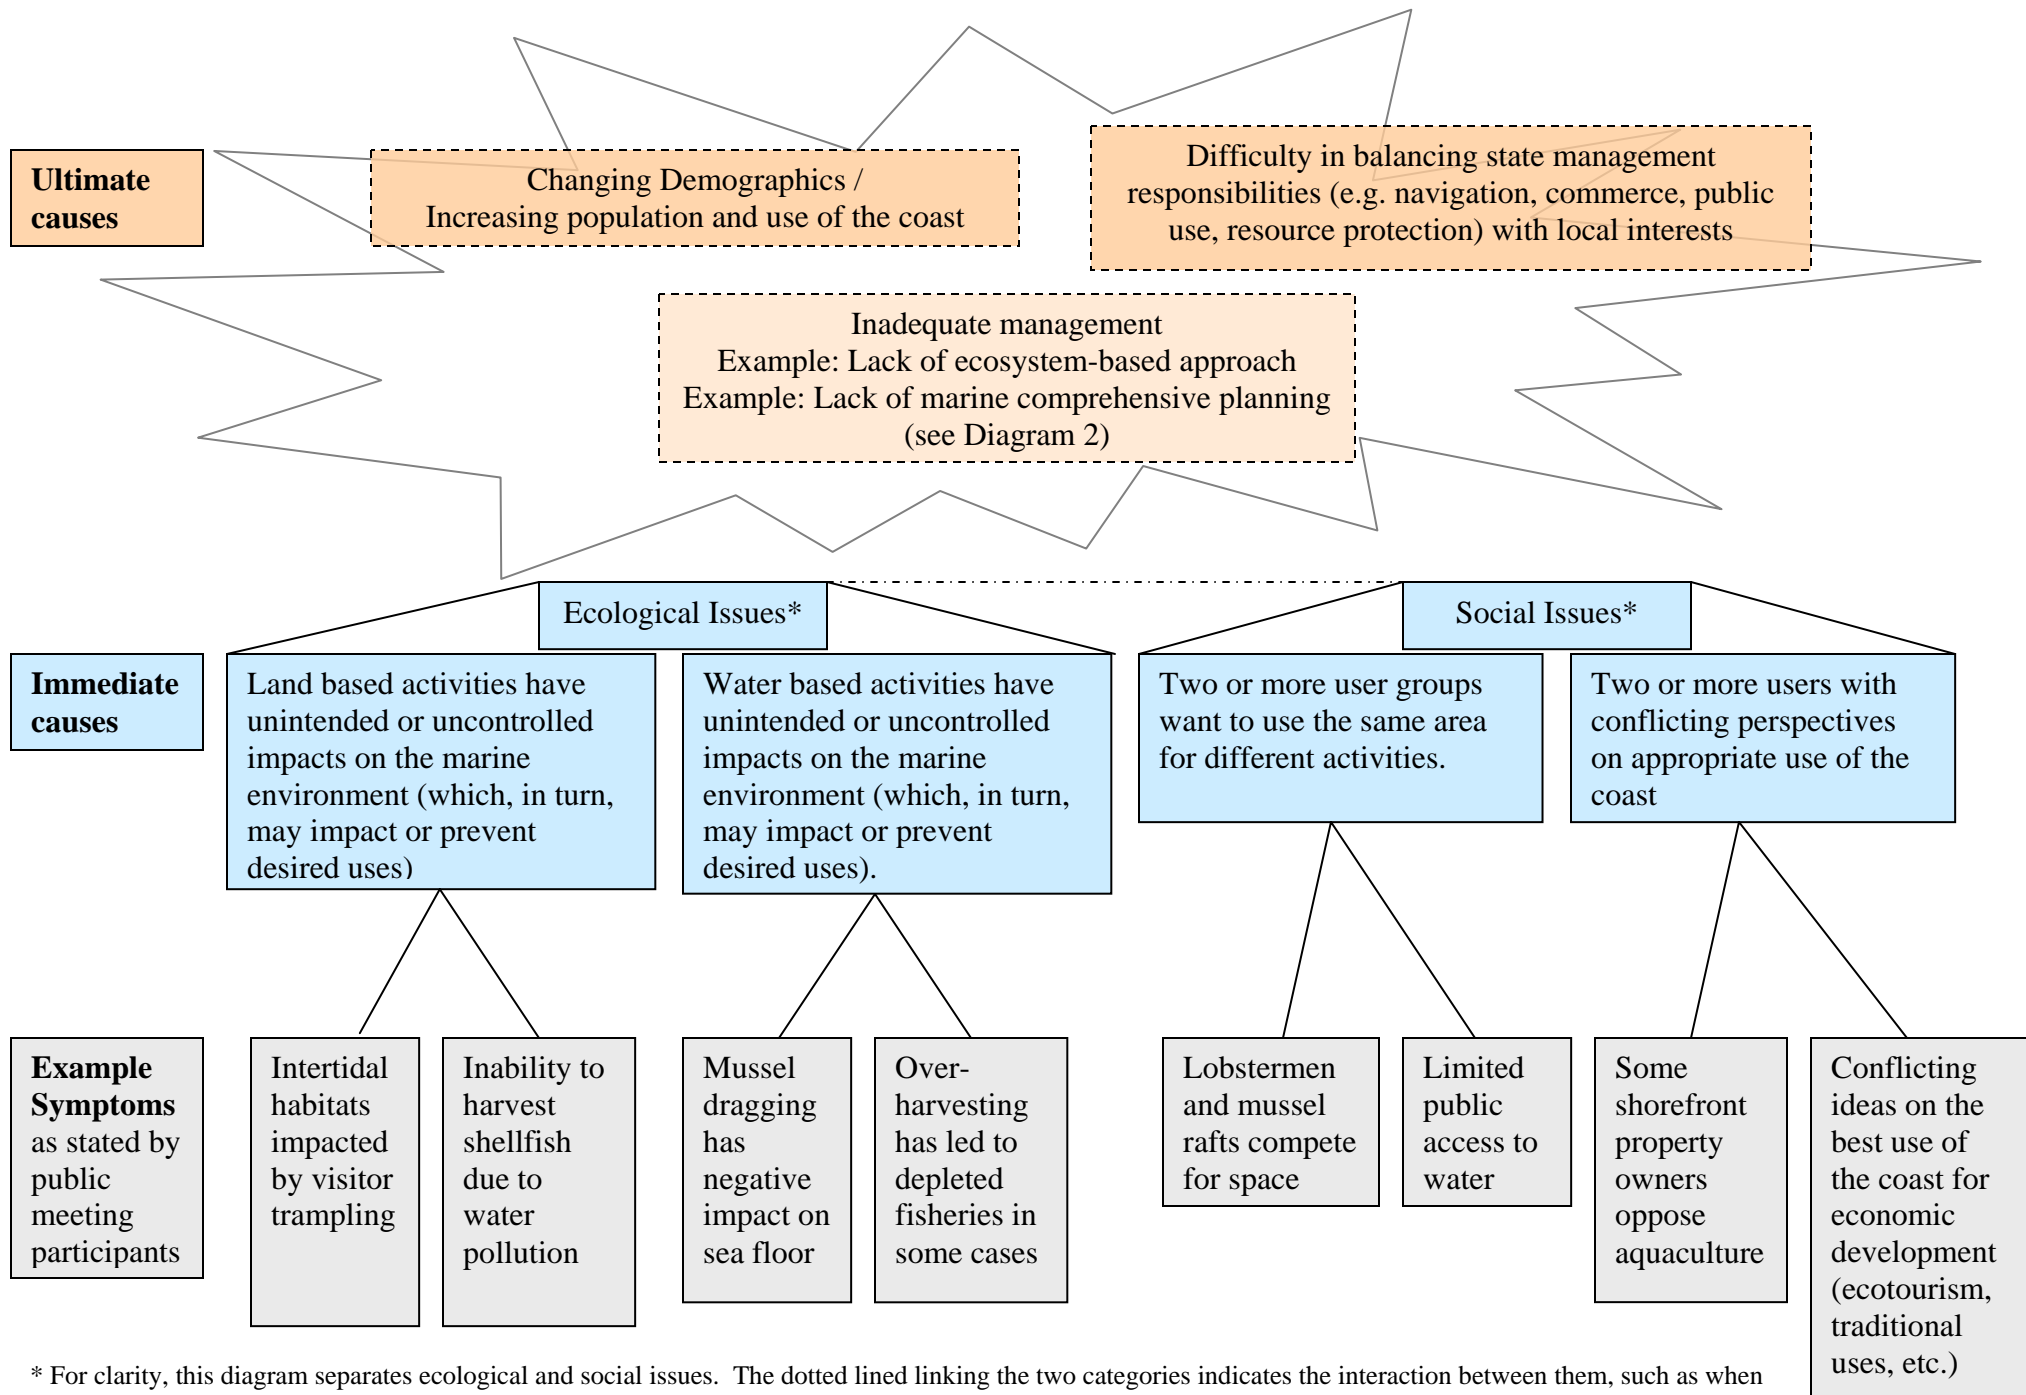 Ultimate
causes
Changing Demographics /
Increasing population and use of the coast
Difficulty in balancing state management
responsibilities (e.g. navigation, commerce, public
use, resource protection) with local interests
Inadequate management
Example: Lack of ecosystem-based approach
Example: Lack of marine comprehensive planning
(see Diagram 2)
Ecological Issues*
Social Issues*
Immediate
causes
Land based activities have
unintended or uncontrolled
impacts on the marine
environment (which, in turn,
may impact or prevent
desired uses)
Water based activities have
unintended or uncontrolled
impacts on the marine
environment (which, in turn,
may impact or prevent
desired uses).
Two or more user groups
want to use the same area
for different activities.
Two or more users with
conflicting perspectives
on appropriate use of the
coast
Example
Symptoms
as stated by
public
meeting
participants
Intertidal
habitats
impacted
by visitor
trampling
Inability to
harvest
shellfish
due to
water
pollution
Mussel
dragging
has
negative
impact on
sea floor
Over-
harvesting
has led to
depleted
fisheries in
some cases
Lobstermen
and mussel
rafts compete
for space
Limited
public
access to
water
Some
shorefront
property
owners
oppose
aquaculture
Conflicting
ideas on the
best use of
the coast for
economic
development
(ecotourism,
traditional
uses, etc.)
* For clarity, this diagram separates ecological and social issues.  The dotted lined linking the two categories indicates the interaction between them, such as when